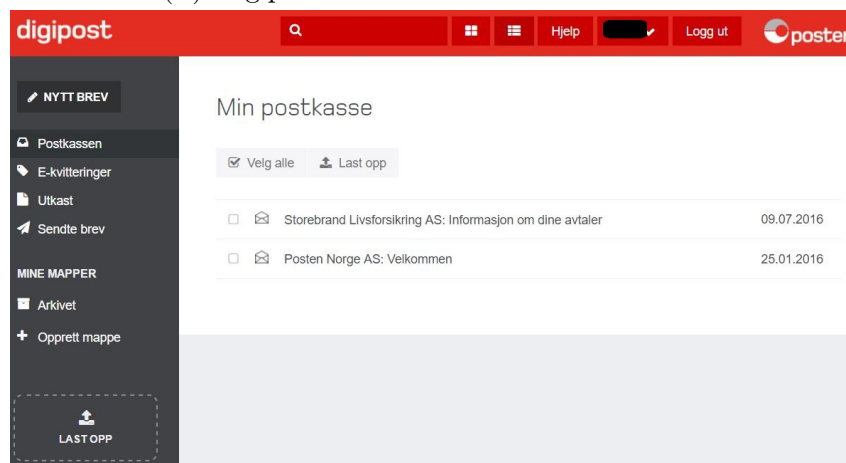 digipost
Hjelp
Logg ut
poster
NYTT BREV
Postkassen
E-kvitteringer
Utkast
Sendte brev
MINE MAPPER
Arkivet
Opprett mappe
LAST OPP
Min postkasse
Velg alle
Last opp
Storebrand Livsforsikring AS: Informasjon om dine avtaler 09.07.2016
Posten Norge AS: Velkommen 25.01.2016